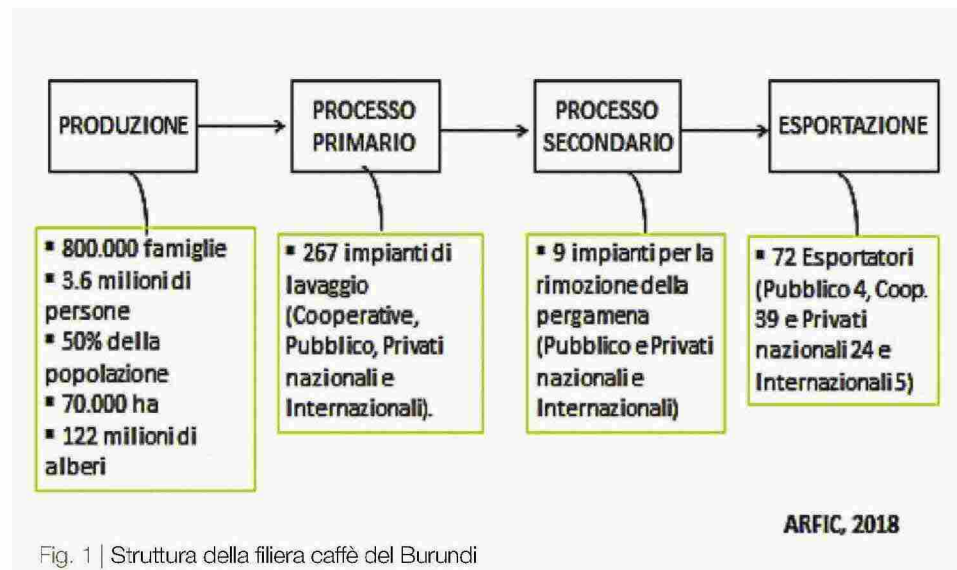 PRODUZIONE
PROCESSO
PRIMARIO
PROCESSO
SECONDARIO
ESPORTAZIONE
▪ 800.000 famiglie
▪ 3.6 milioni di
persone
▪ 50% della
popolazione
▪ 70.000 ha
▪ 122 milioni di
alberi
▪ 267 impianti di
lavaggio
(Cooperative,
Pubblico, Privati
nazionali e
Internazionali).
▪ 9 impianti per la
rimozione della
pergamena
(Pubblico e Privati
nazionali e
Internazionali)
▪ 72 Esportatori
(Pubblico 4, Coop.
39 e Privati
nazionali 24 e
Internazionali 5)
ARFIC, 2018
Fig. 1 | Struttura della filiera caffè del Burundi